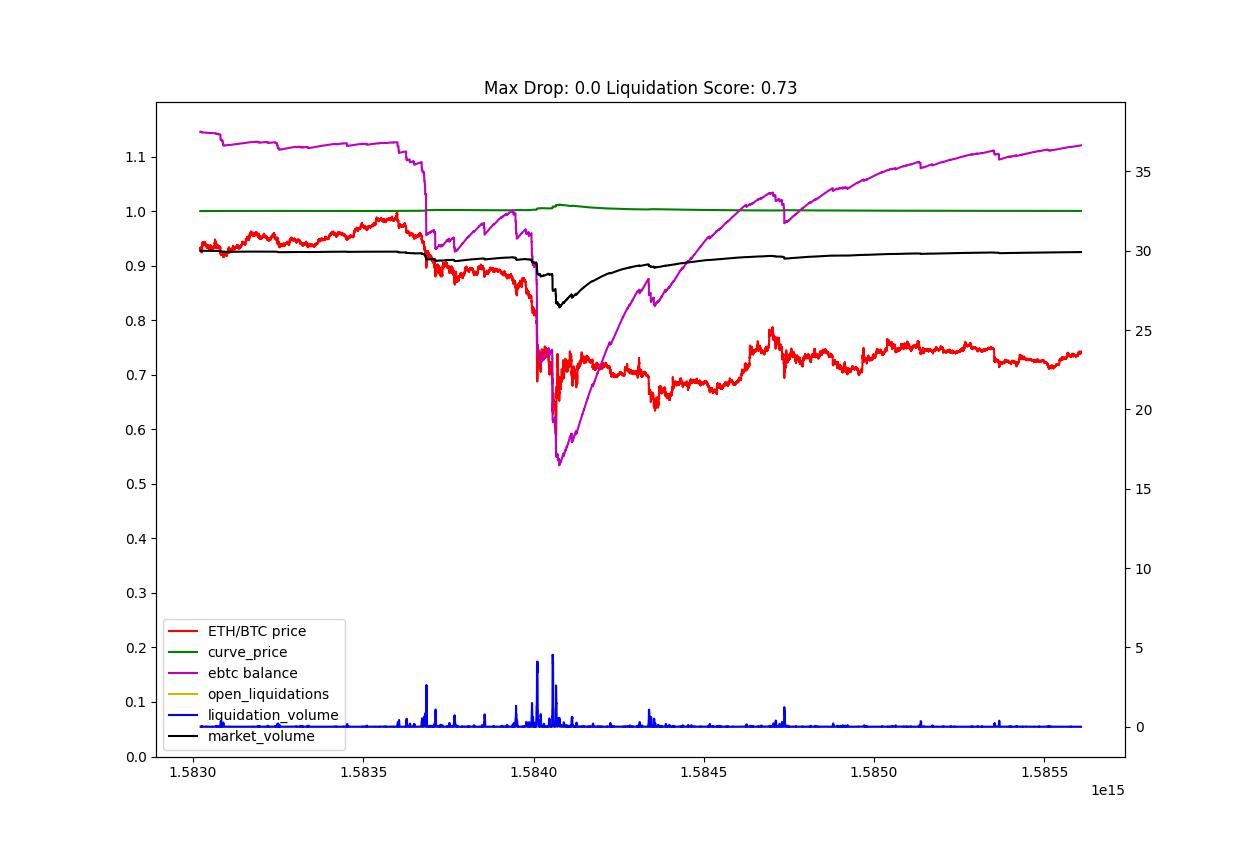 Max Drop: 0.0 Liquidation Score: 0.73
1.1
1.0
0.9
0.8
0.7
0.6
0.5
0.4
0.3
0.2
0.1
0.0
35
30
25
20
15
10
5
0
ETH/BTC price
curve_price
ebtc balance
open_liquidations
liquidation_volume
market_volume
1.5830 1.5835 1.5840 1.5845 1.5850 1.5855
1e15